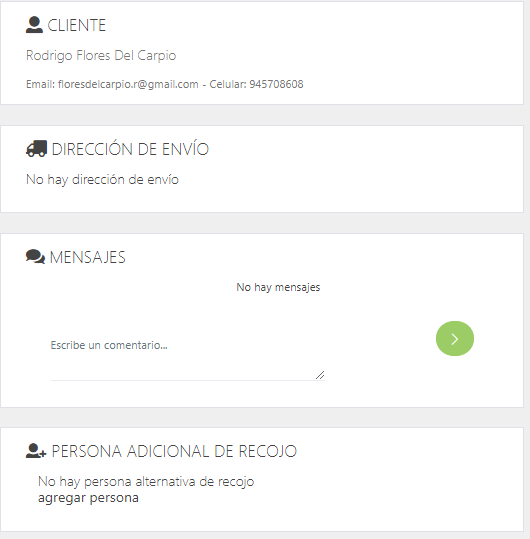 CLIENTE
Rodrigo Flores Del Carpio
Email: floresdelcarpio.r@gmail.com - Celular: 945708608
DIRECCIÓN DE ENVÍO
No hay dirección de envío
MENSAJES
No hay mensajes
Escribe un comentario...
PERSONA ADICIONAL DE RECOJO
No hay persona alternativa de recojo
agregar persona